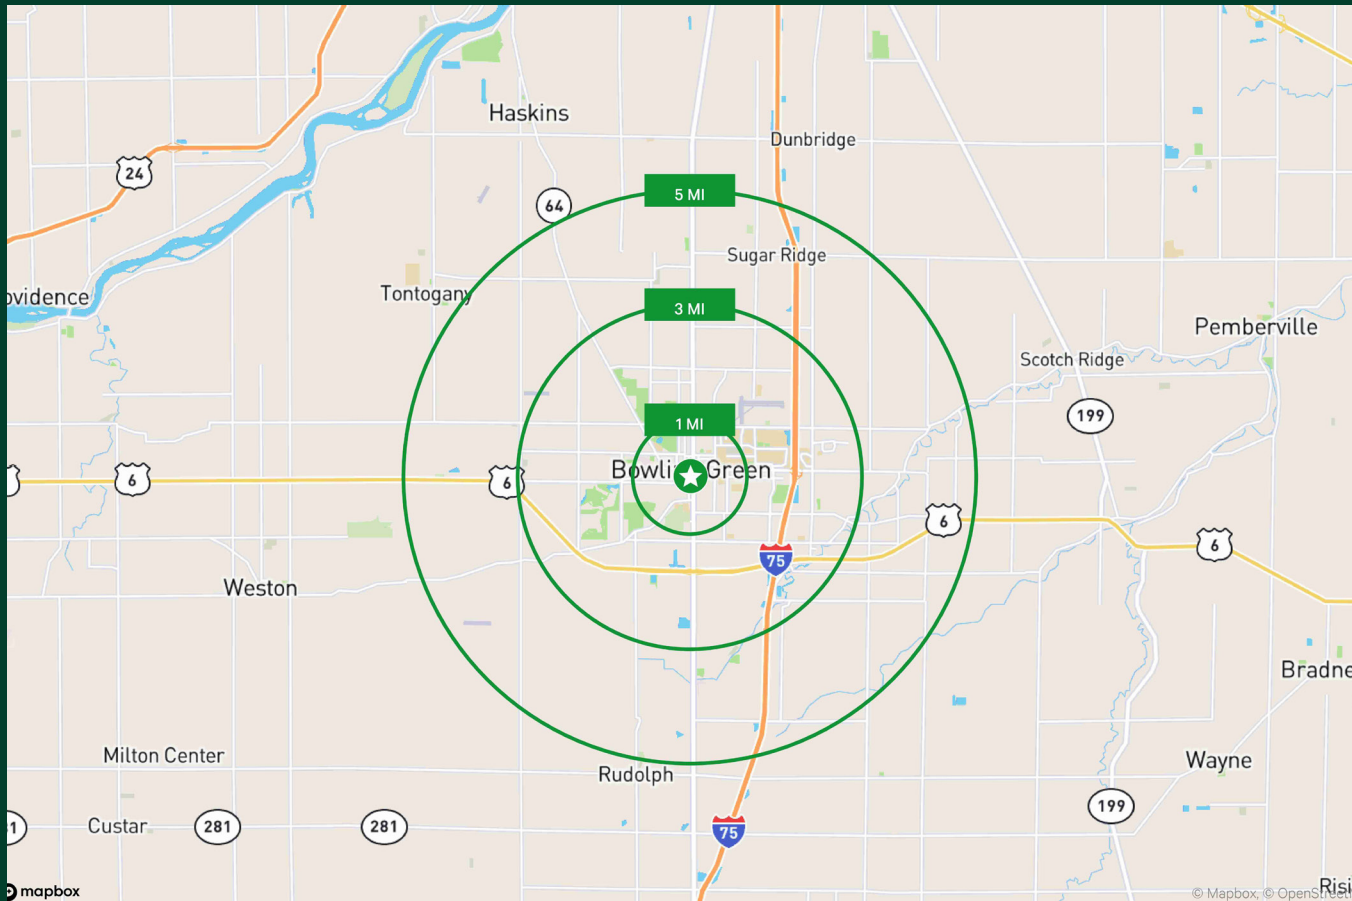 Haskins
Dunbridge
24
5 MI
64
Sugar Ridge
Tontogany
ovidence
3 MI
Pemberville
Scotch Ridge
199
1 MI
Bowli Green
6
6
6
6
75
Weston
Bradne
Milton Center
Wayne
Rudolph
199
Custar
281
281
75
mapbox
Risi
© Mapbox, © OpenStreet